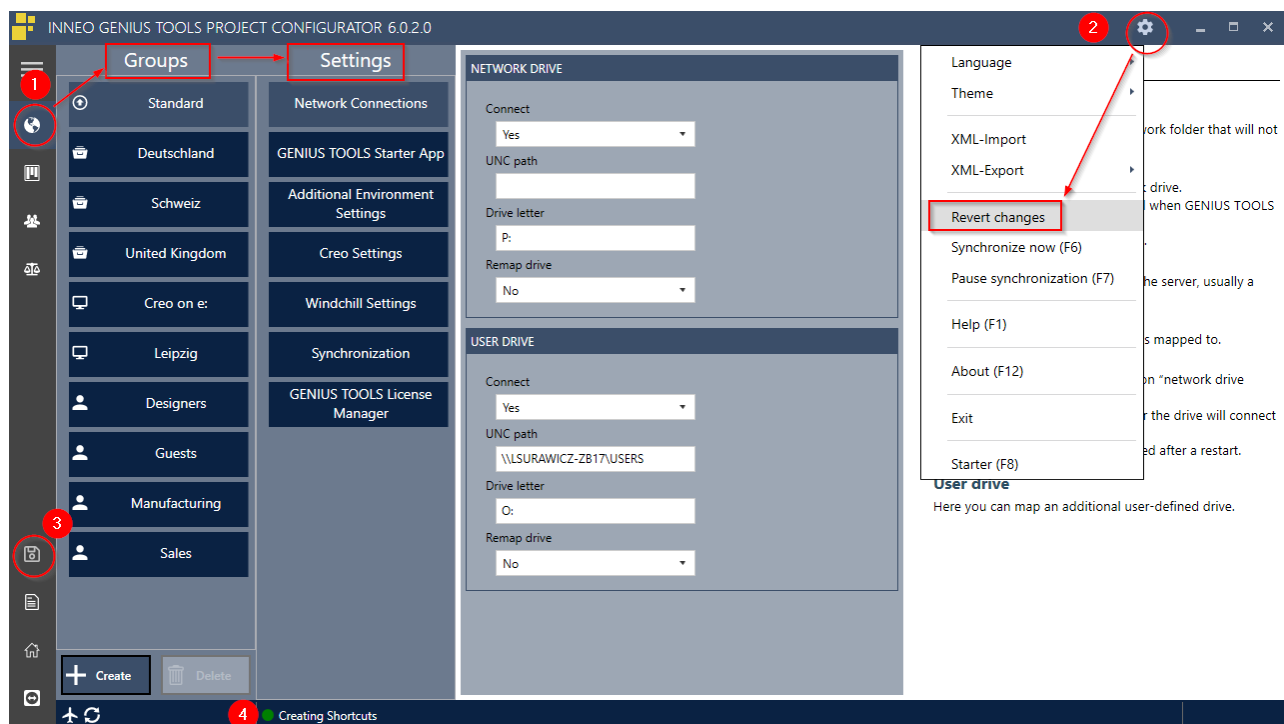 INNEO GENIUS TOOLS PROJECT CONFIGURATOR 6.0.2.0
2
1
Groups
Settings
Standard
Deutschland
Schweiz
United Kingdom
Creo on e:
Leipzig
Designers
Guests
Manufacturing
Sales
3
Create
Delete
Network Connections
GENIUS TOOLS Starter App
Additional Environment
Settings
Creo Settings
Windchill Settings
Synchronization
GENIUS TOOLS License
Manager
NETWORK DRIVE
Connect
Yes
UNC path
Drive letter
P:
Remap drive
No
USER DRIVE
Connect
Yes
UNC path
\\LSURAWICZ-ZB17\USERS
Drive letter
O:
Remap drive
No
Language
Theme
XML-Import
XML-Export
Revert changes
Synchronize now (F6)
Pause synchronization (F7)
Help (F1)
About (F12)
Exit
Starter (F8)
work folder that will not
drive.
when GENIUS TOOLS
he server, usually a
s mapped to.
on "network drive
r the drive will connect
ed after a restart.
User drive
Here you can map an additional user-defined drive.
4
Creating Shortcuts